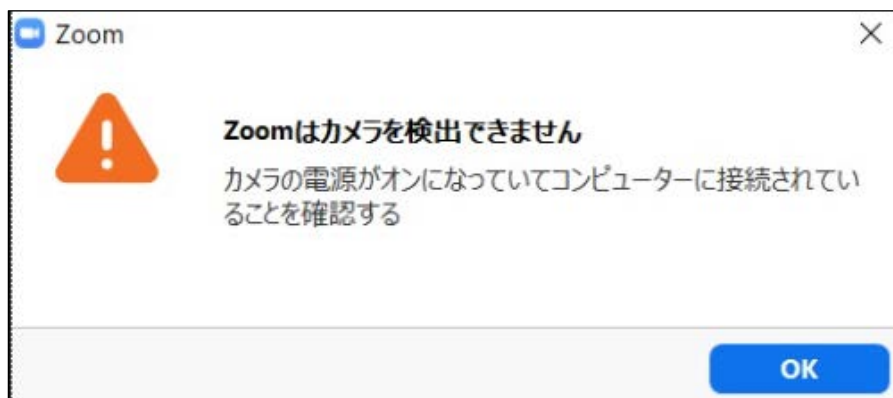 Zoom
Zoomはカメラを検出できません
カメラの電源がオンになっていてコンピューターに接続されてい
ることを確認する
OK